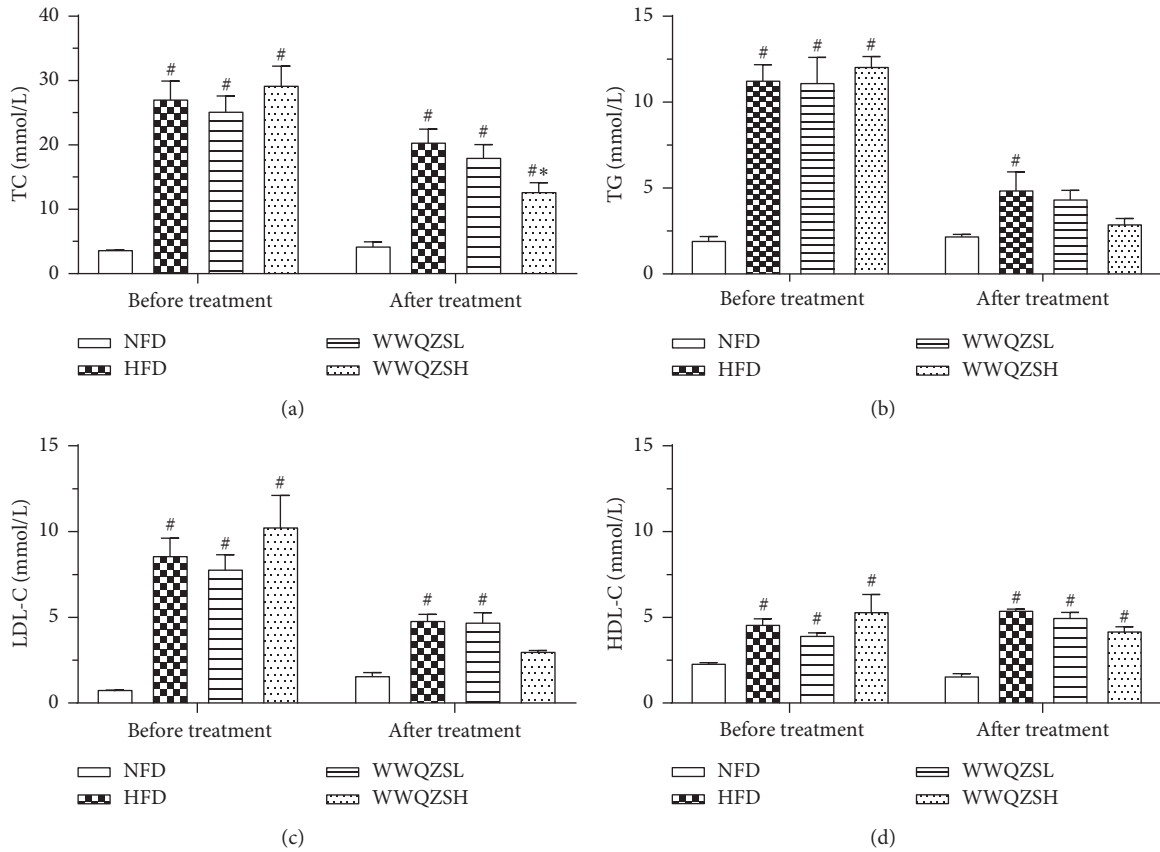 40
30
20
10
0
TC (mmol/L)
# # # # # #*
Before treatment After treatment
NFD WWQZSL
HFD WWQZSH
(a)
15
10
5
0
TG (mmol/L)
# # # #
Before treatment After treatment
NFD WWQZSL
HFD WWQZSH
(b)
15
10
5
0
LDL-C (mmol/L)
# # # # #
Before treatment After treatment
NFD WWQZSL
HFD WWQZSH
(c)
15
10
5
0
HDL-C (mmol/L)
# # # # # #
Before treatment After treatment
NFD WWQZSL
HFD WWQZSH
(d)